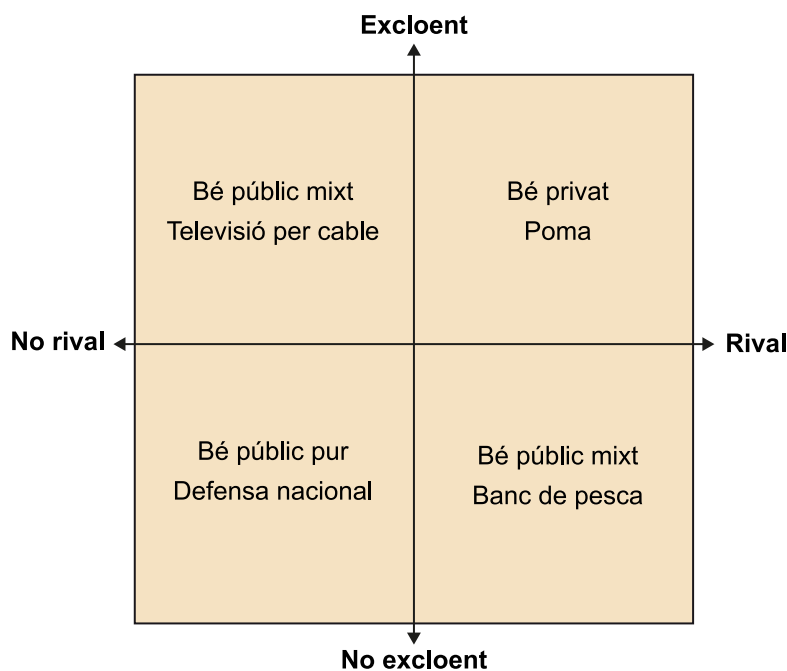 Excloent
Bé públic mixt
Televisió per cable
Bé privat
Poma
No rival
Rival
Bé públic pur
Defensa nacional
Bé públic mixt
Banc de pesca
No excloent